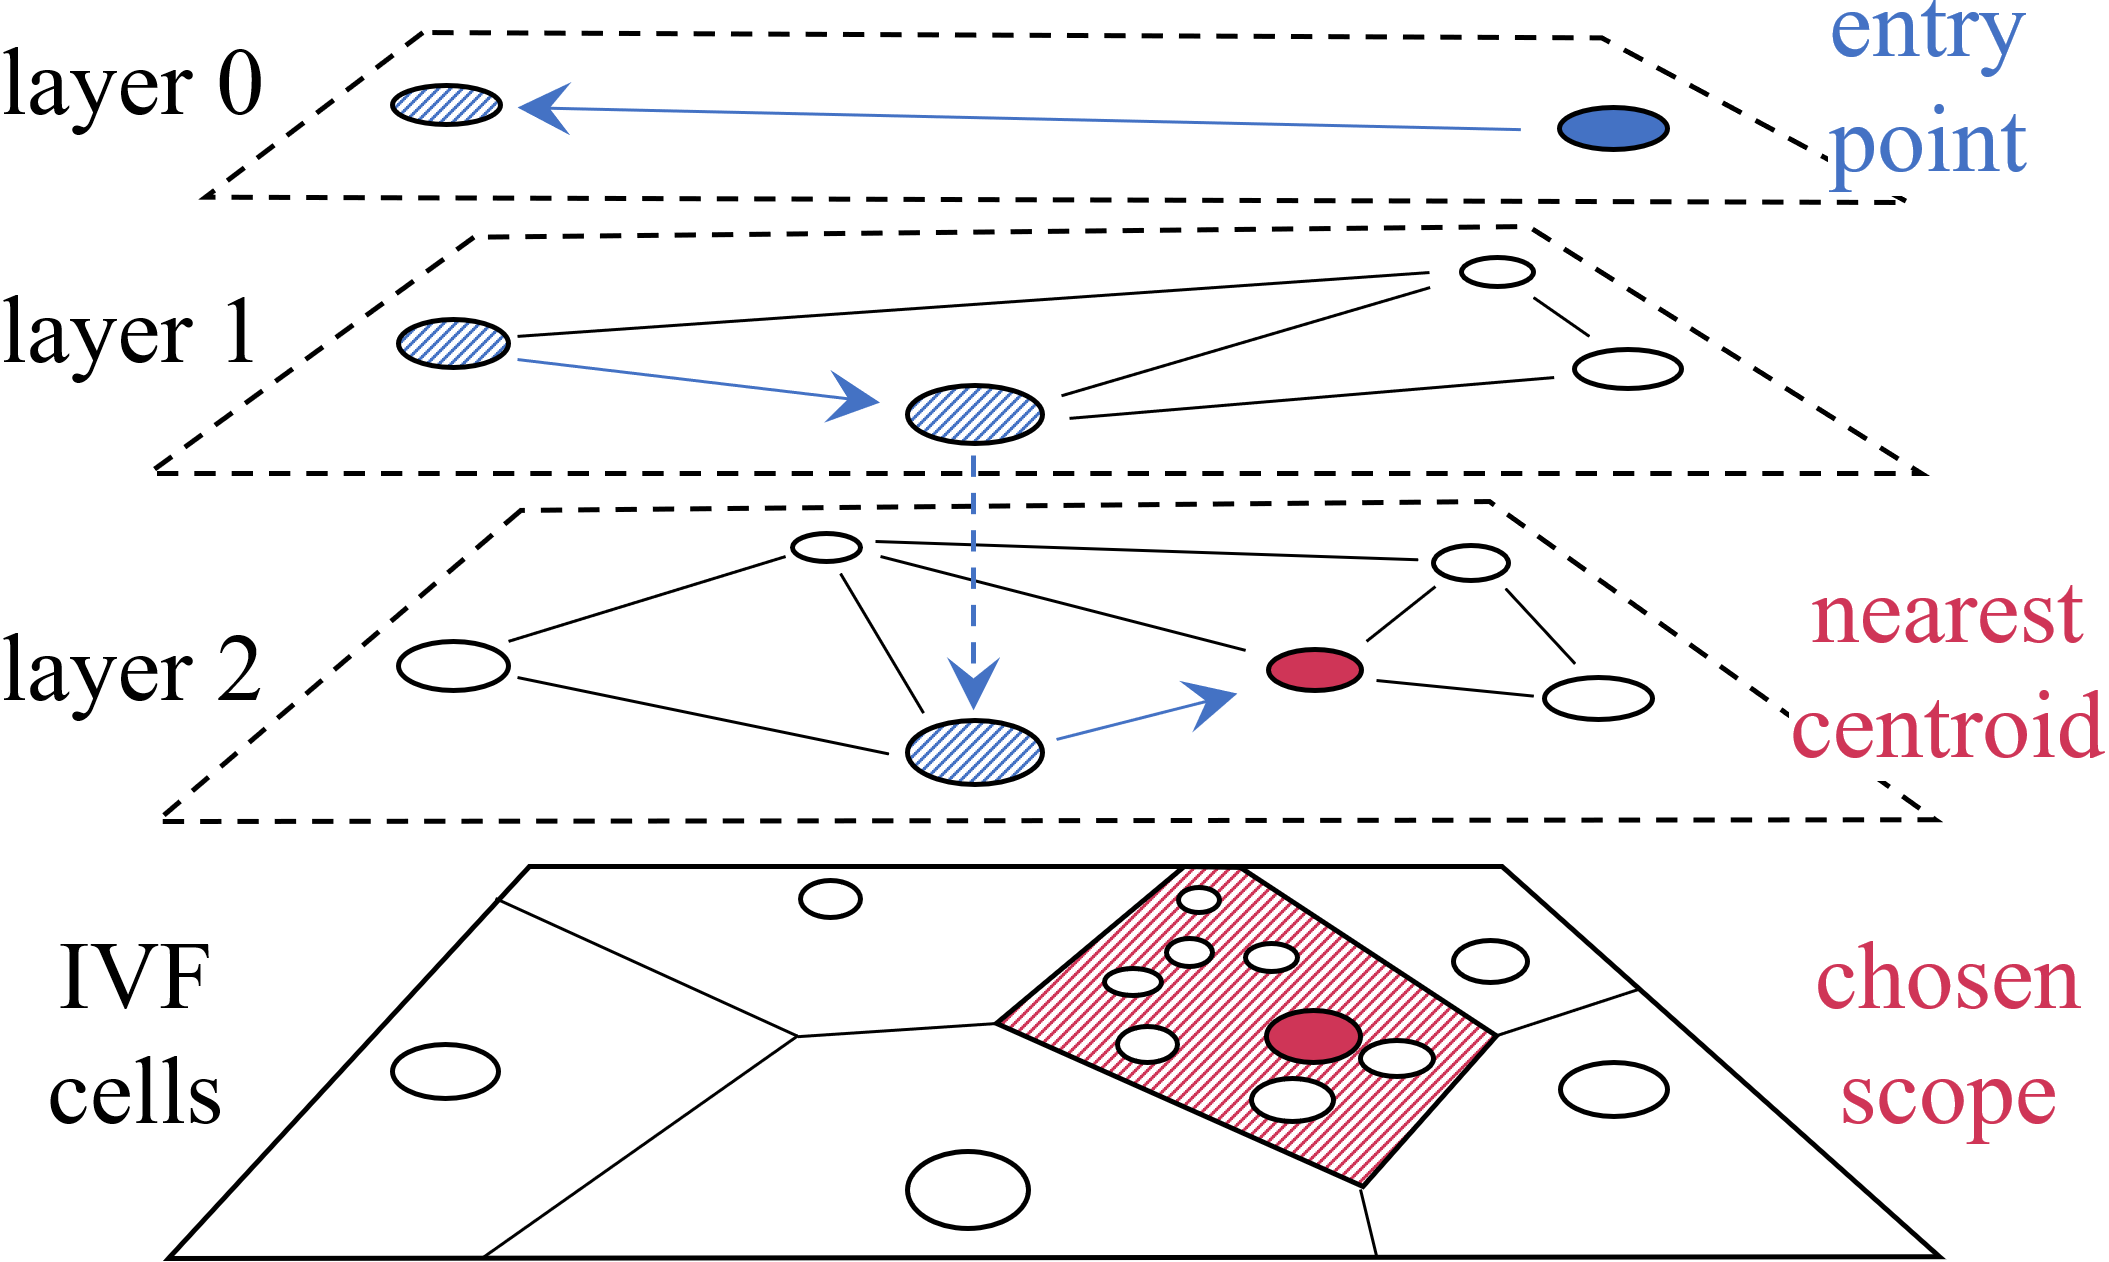 layer 0
entry
point
layer 1
layer 2
nearest
centroid
IVF
cells
chosen
scope